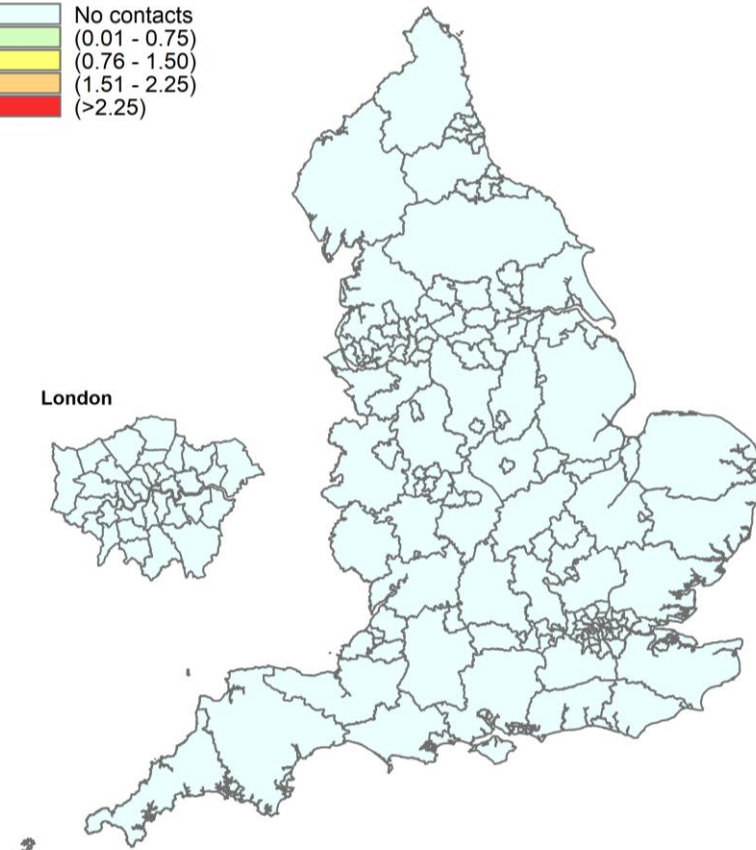 No contacts
(0.01 - 0.75)
(0.76 - 1.50)
(1.51 - 2.25)
(>2.25)
London